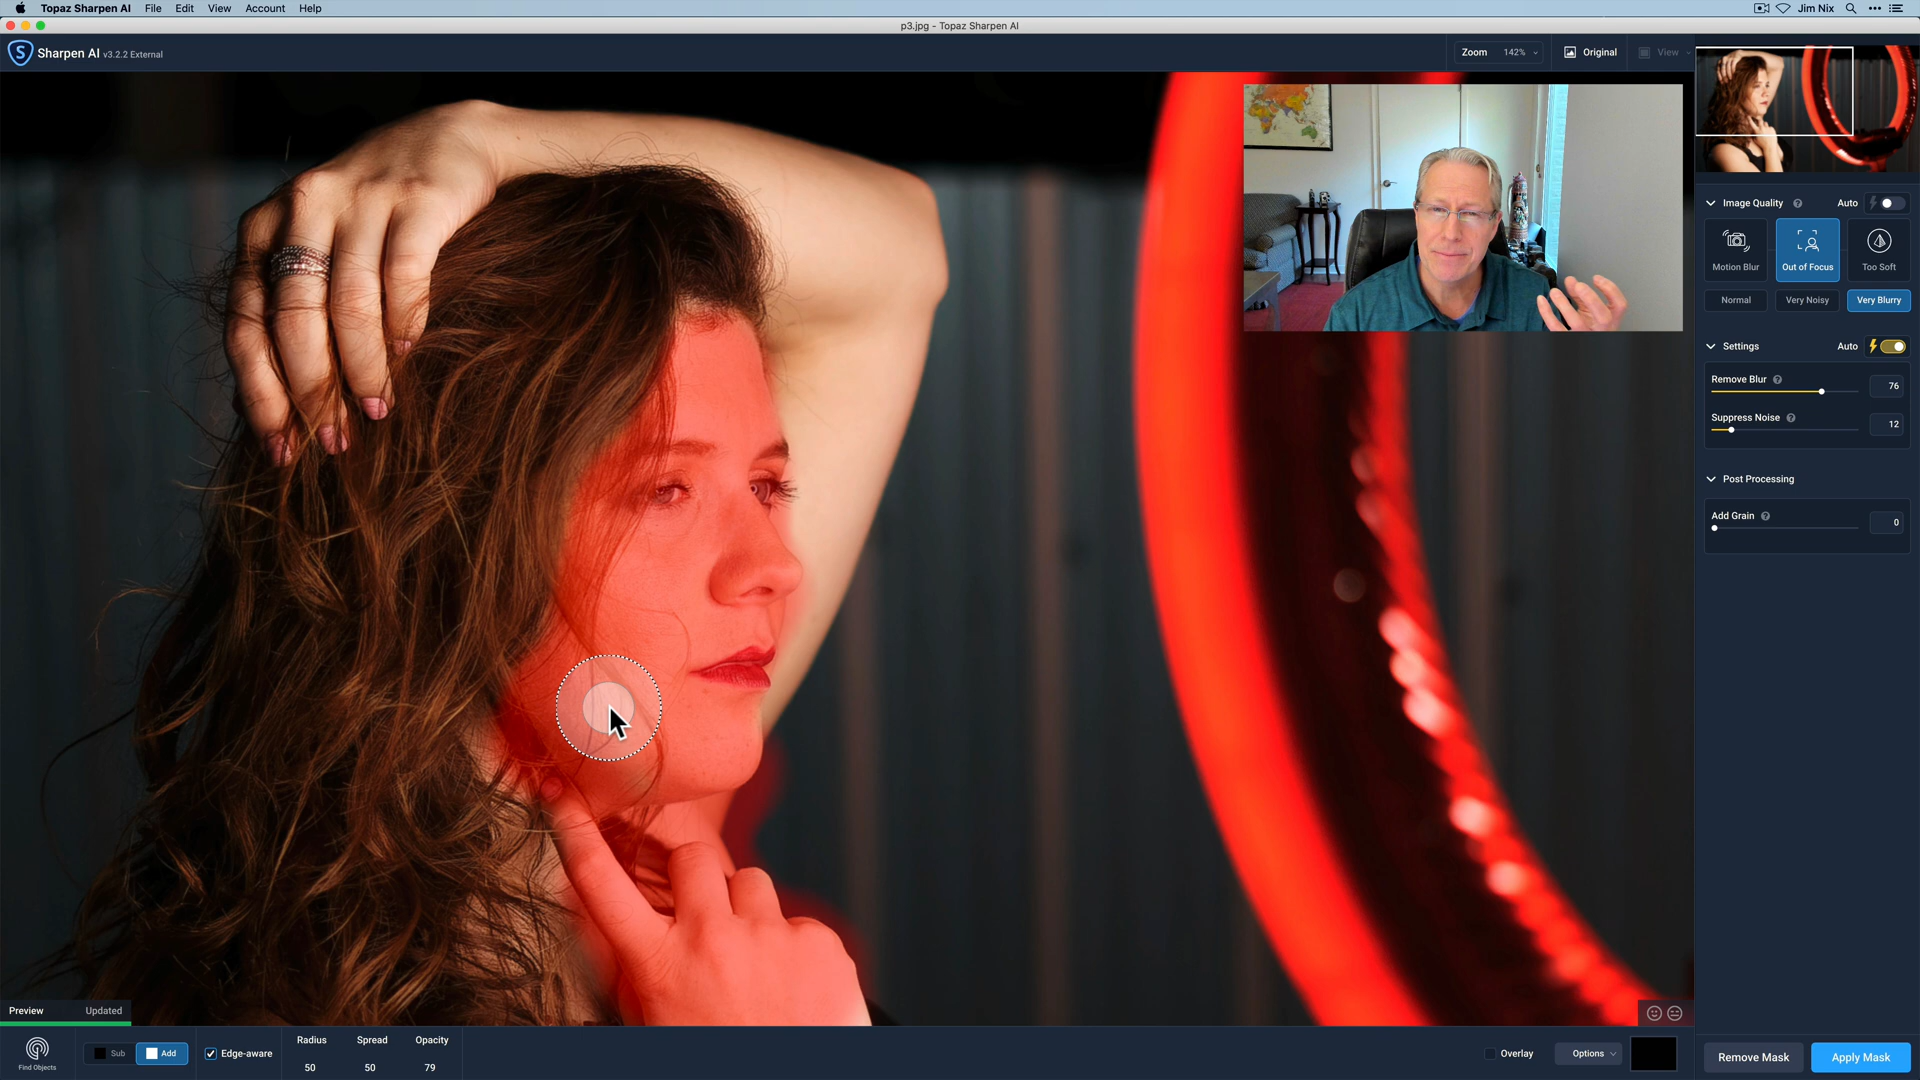 Topaz Sharpen AI File Edit View Account Help Jim Nix
p3.jpg - Topaz Sharpen AI
S Sharpen AI v3.2.2 External Zoom 142% Original View
Image Quality ? Auto
Motion Blur Out of Focus Too Soft
Normal Very Noisy Very Blurry
Settings Auto
Remove Blur ? 76
Suppress Noise ? 12
Post Processing
Add Grain ? 0
Preview Updated
Find Objects
Sub Add
Edge-aware
Radius Spread Opacity
50 50 79
Overlay Options
Remove Mask Apply Mask